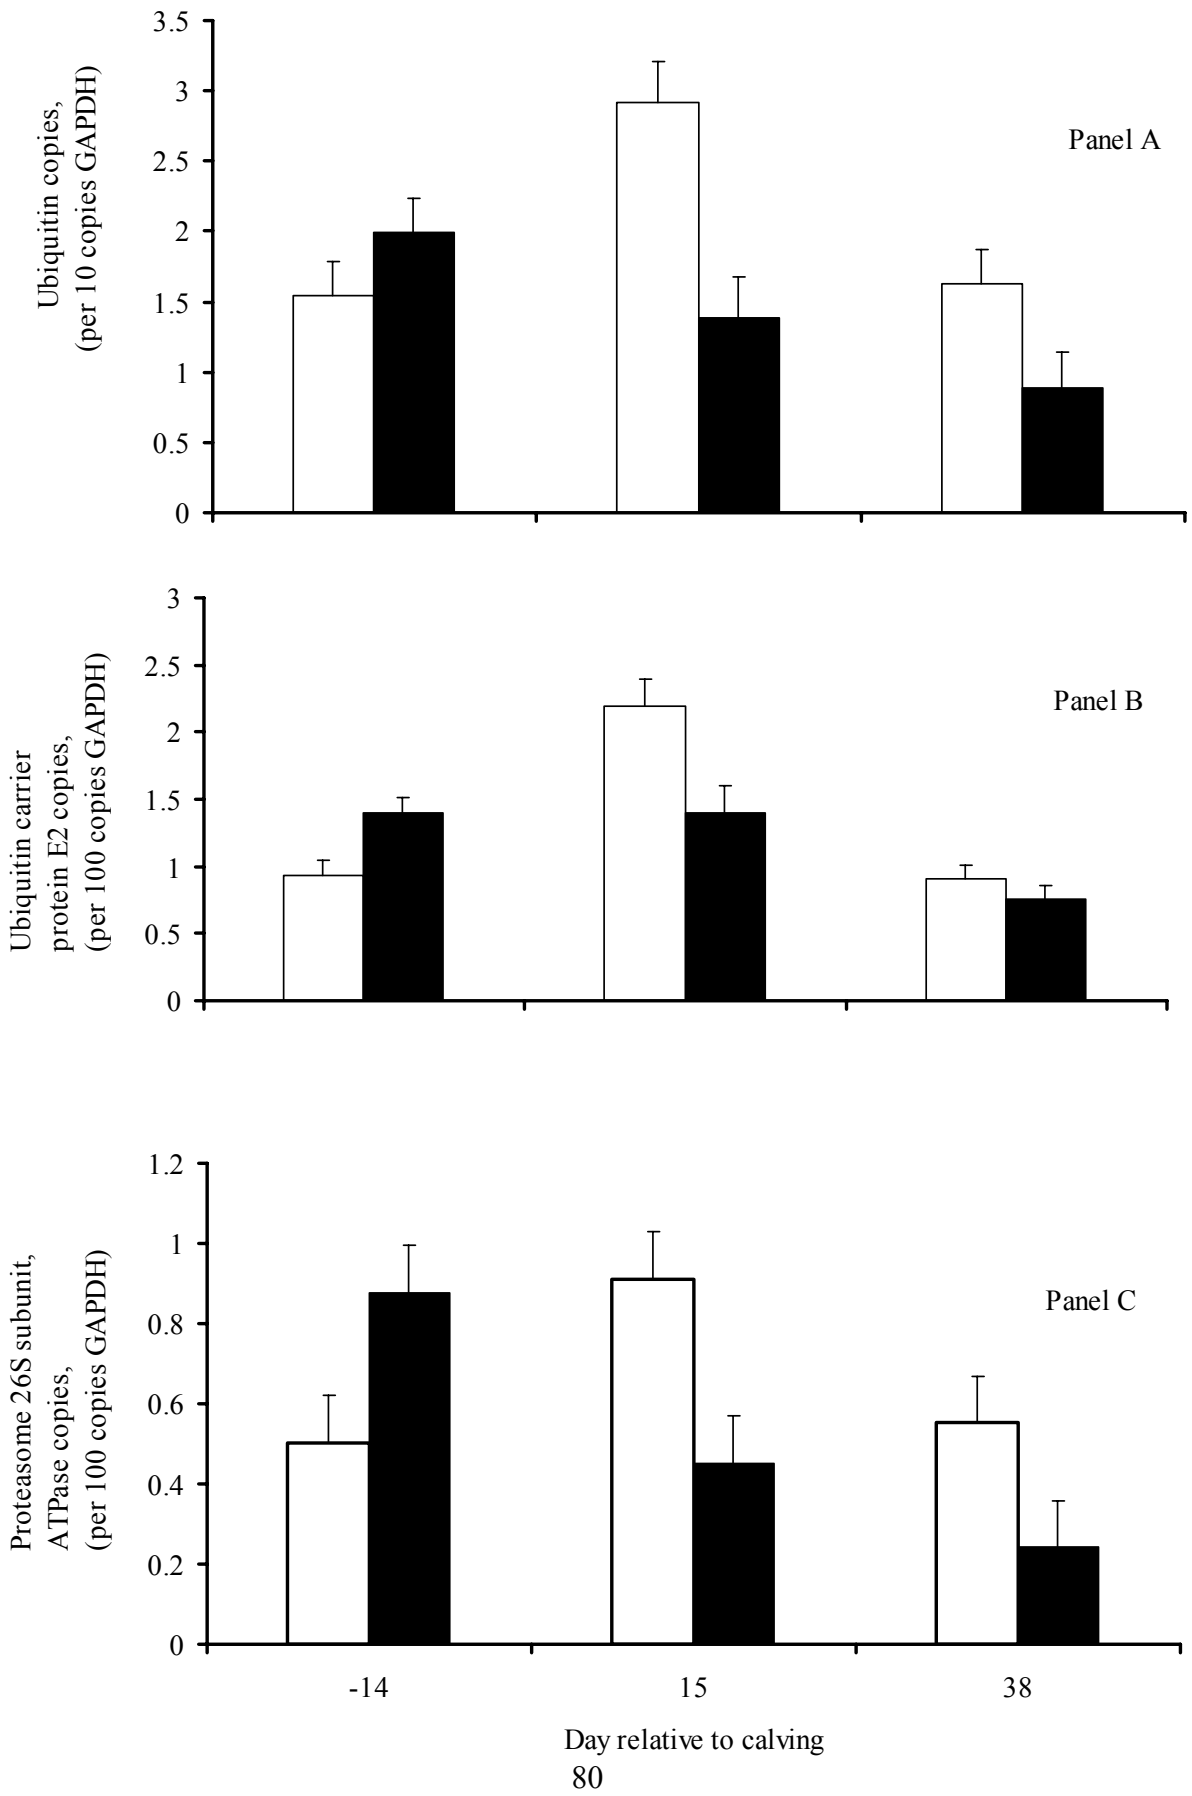 Ubiquitin copies,
(per 10 copies GAPDH)
3.5
3
2.5
2
1.5
1
0.5
0
Panel A
Ubiquitin carrier
protein E2 copies,
(per 100 copies GAPDH)
3
2.5
2
1.5
1
0.5
0
Panel B
Proteasome 26S subunit,
ATPase copies,
(per 100 copies GAPDH)
1.2
1
0.8
0.6
0.4
0.2
0
Panel C
-14 15 38
Day relative to calving
80